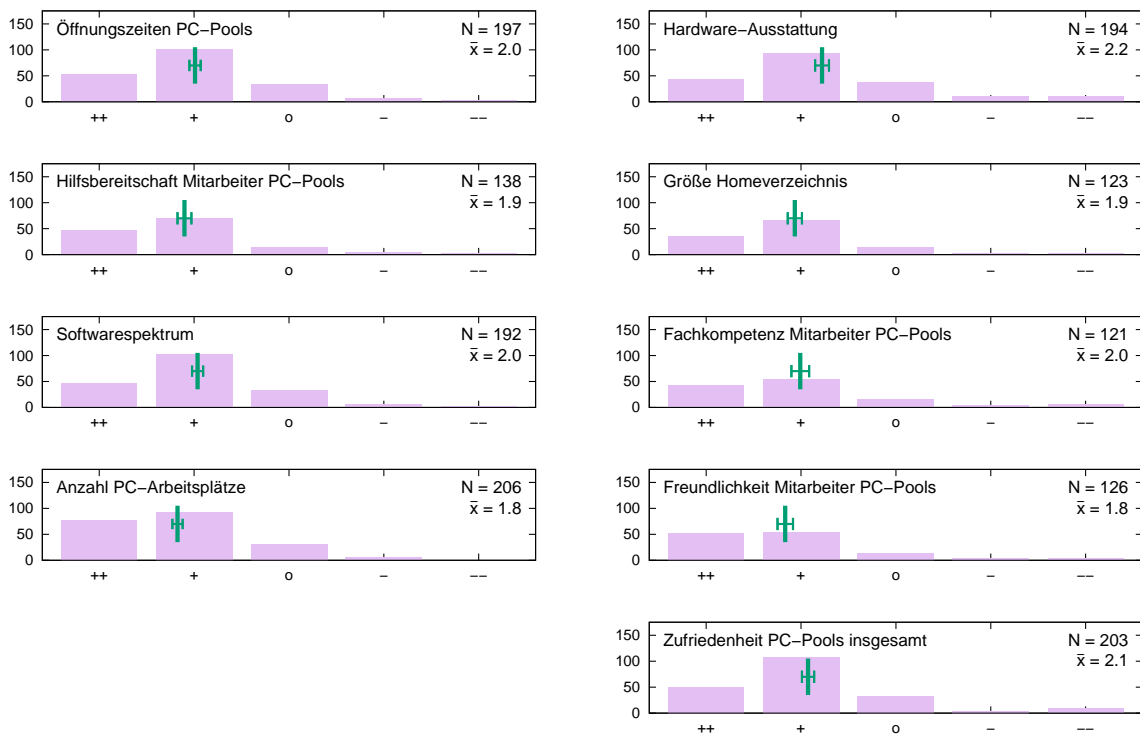 Öffnungszeiten PC−Pools
N = 197
x̄ = 2.0
150
100
50
0
++ + o − −−
Hardware−Ausstattung
N = 194
x̄ = 2.2
150
100
50
0
++ + o − −−
Hilfsbereitschaft Mitarbeiter PC−Pools
N = 138
x̄ = 1.9
150
100
50
0
++ + o − −−
Größe Homeverzeichnis
N = 123
x̄ = 1.9
150
100
50
0
++ + o − −−
Softwarespektrum
N = 192
x̄ = 2.0
150
100
50
0
++ + o − −−
Fachkompetenz Mitarbeiter PC−Pools
N = 121
x̄ = 2.0
150
100
50
0
++ + o − −−
Anzahl PC−Arbeitsplätze
N = 206
x̄ = 1.8
150
100
50
0
++ + o − −−
Freundlichkeit Mitarbeiter PC−Pools
N = 126
x̄ = 1.8
150
100
50
0
++ + o − −−
Zufriedenheit PC−Pools insgesamt
N = 203
x̄ = 2.1
150
100
50
0
++ + o − −−